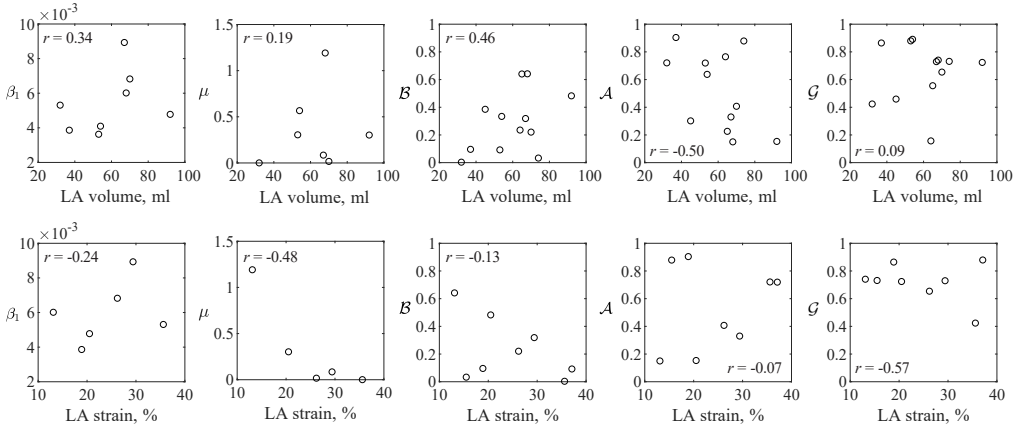 ×10⁻³
10
8
6
4
2
β₁
r = 0.34
20 40 60 80 100
LA volume, ml
1.5
1
0.5
0
μ
r = 0.19
20 40 60 80 100
LA volume, ml
1
0.8
0.6
0.4
0.2
0
ℬ
r = 0.46
20 40 60 80 100
LA volume, ml
1
0.8
0.6
0.4
0.2
0
𝒜
r = -0.50
20 40 60 80 100
LA volume, ml
1
0.8
0.6
0.4
0.2
0
𝒢
r = 0.09
20 40 60 80 100
LA volume, ml
×10⁻³
10
8
6
4
2
β₁
r = -0.24
10 20 30 40
LA strain, %
1.5
1
0.5
0
μ
r = -0.48
10 20 30 40
LA strain, %
1
0.8
0.6
0.4
0.2
0
ℬ
r = -0.13
10 20 30 40
LA strain, %
1
0.8
0.6
0.4
0.2
0
𝒜
r = -0.07
10 20 30 40
LA strain, %
1
0.8
0.6
0.4
0.2
0
𝒢
r = -0.57
10 20 30 40
LA strain, %